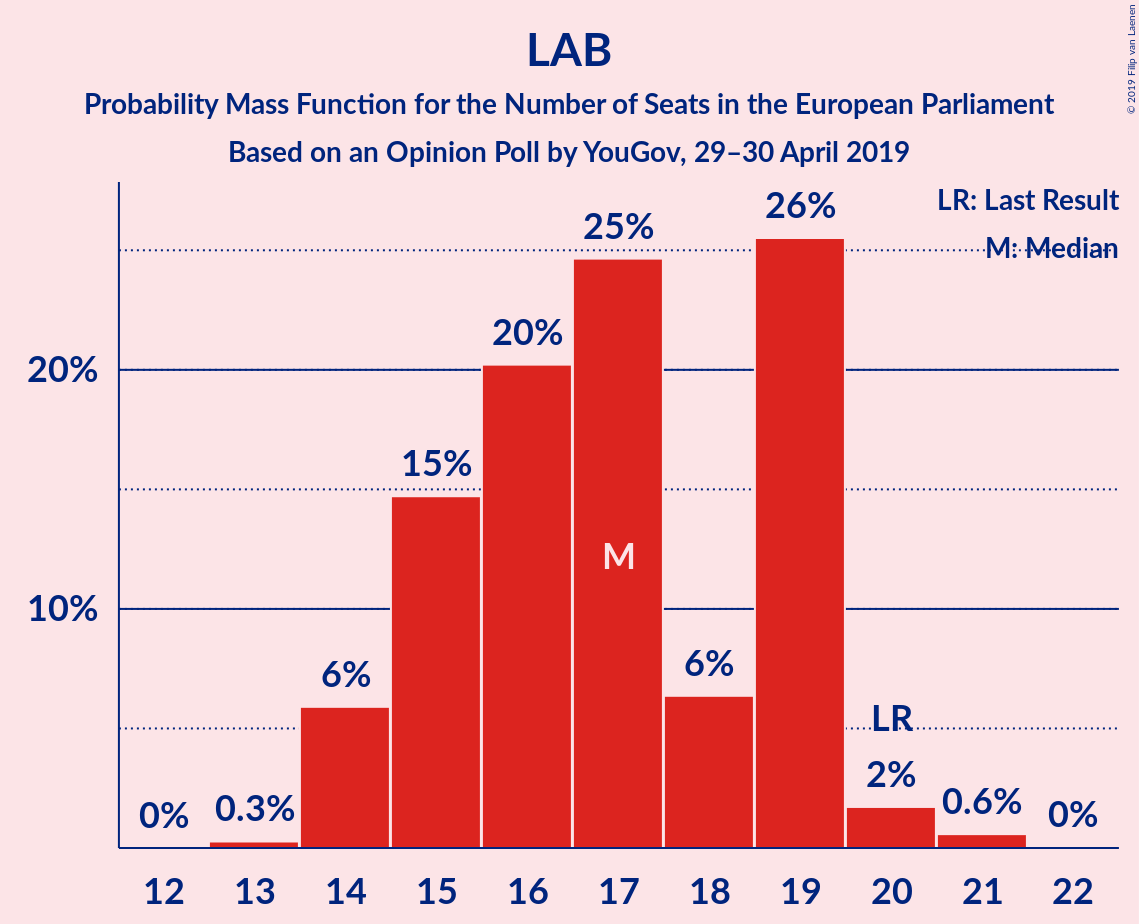 LAB
Probability Mass Function for the Number of Seats in the European Parliament
Based on an Opinion Poll by YouGov, 29–30 April 2019
© 2019 Filip van Laenen
LR: Last Result
M: Median
26%
25%
20%
20%
15%
M
10%
6%
6%
LR
2%
0%
0.3%
0.6%
0%
12 13 14 15 16 17 18 19 20 21 22